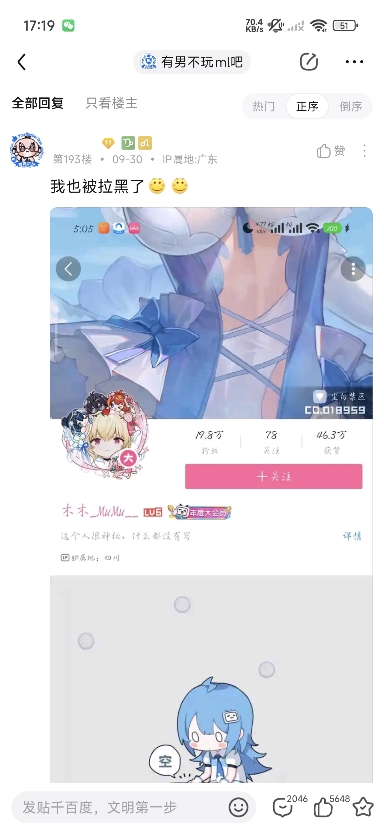 17:19
70.4
KB/s
51
有男不玩ml吧
全部回复
只看楼主
热门
正序
倒序
11
第193楼 • 09-30 • IP属地:广东
赞
我也被拉黑了
5:05
100
CO.018959
19.8万
粉丝
78
关注
46.3万
获赞
大
十关注
木木_MuMu__
LV6
年度大会员
这个人很神秘，什么都没有写
详情
IP属地：四川
空
发贴千百度，文明第一步
2046
5648